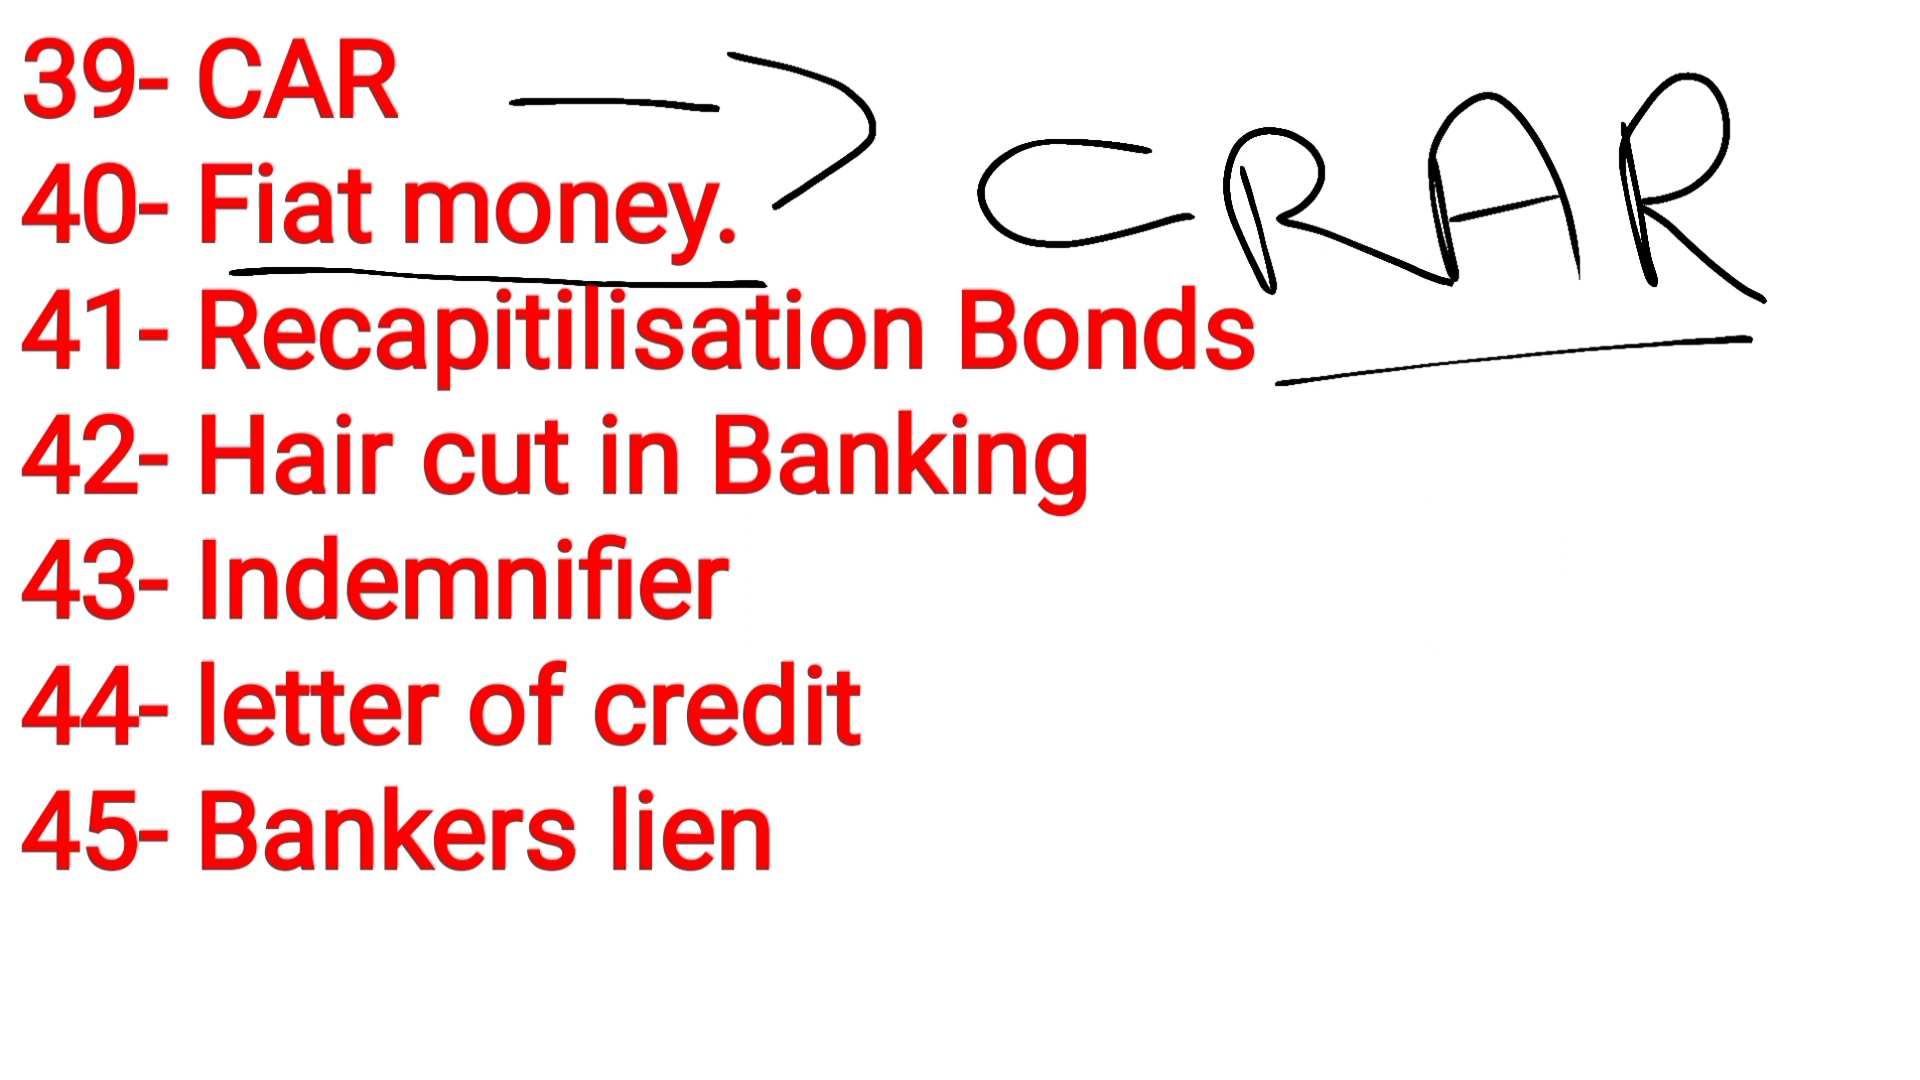 39- CAR
CRAR
40- Fiat money.
41- Recapitilisation Bonds
42- Hair cut in Banking
43- Indemnifier
44- letter of credit
45- Bankers lien